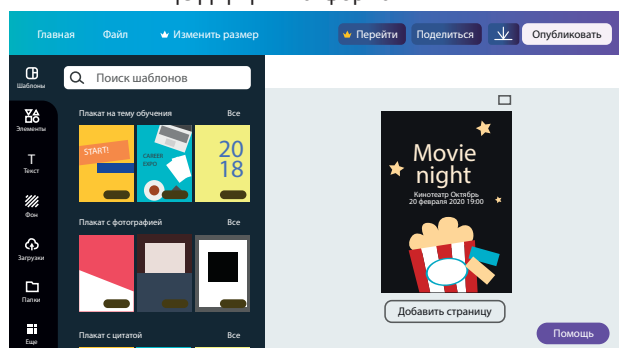 Главная Файл Изменить размер Перейти Поделиться Опубликовать
Шаблоны
Поиск шаблонов
Элементы
Текст
Фон
Загрузки
Папки
Еще
Плакат на тему обучения Все
START!
CAREER
EXPO
20
18
Плакат с фотографией Все
Плакат с цитатой Все
Movie
night
Кинотеатр Октябрь
20 февраля 2020 19:00
Добавить страницу
Помощь